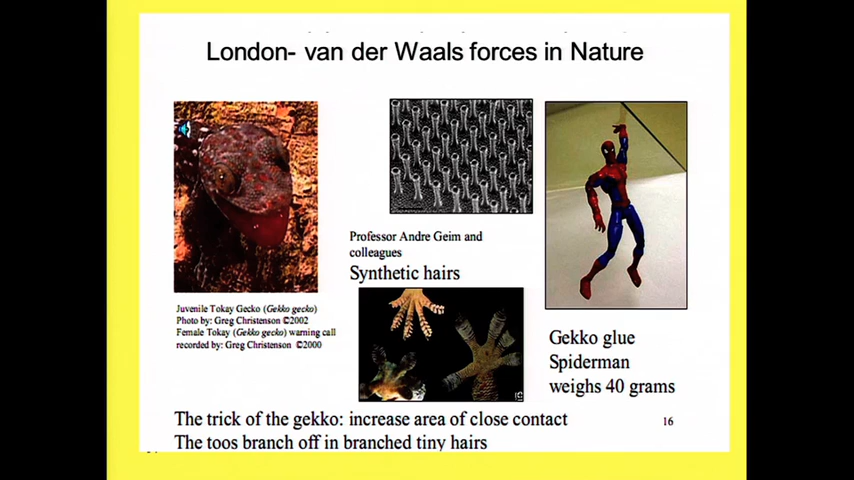 London- van der Waals forces in Nature
Professor Andre Geim and
colleagues
Synthetic hairs
Juvenile Tokay Gecko (Gekko gecko)
Photo by: Greg Christenson ©2002
Female Tokay (Gekko gecko) warning call
recorded by: Greg Christenson ©2000
Gekko glue
Spiderman
weighs 40 grams
The trick of the gekko: increase area of close contact
The toos branch off in branched tiny hairs
16